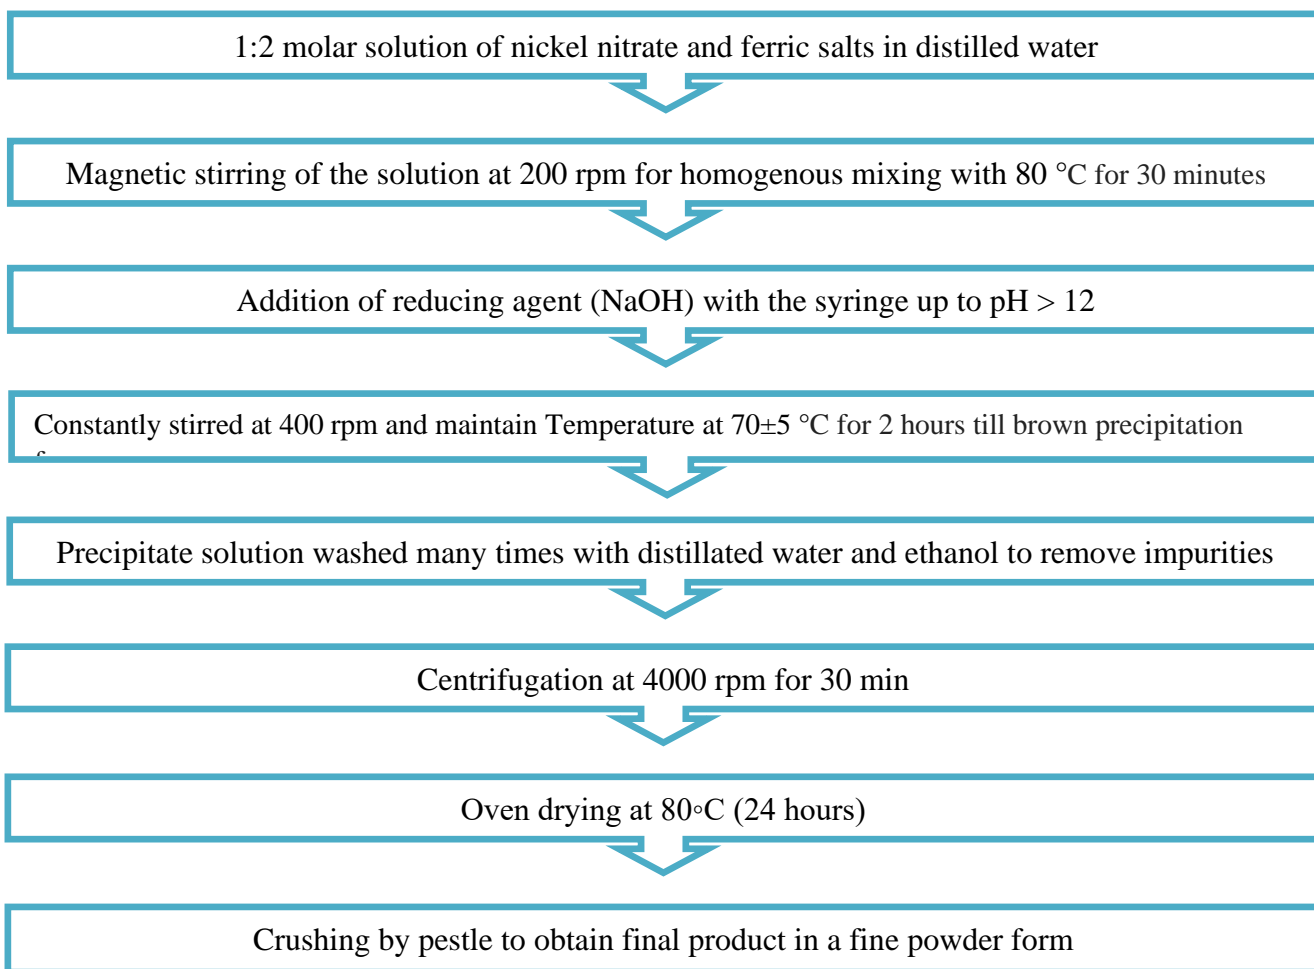 1:2 molar solution of nickel nitrate and ferric salts in distilled water
Magnetic stirring of the solution at 200 rpm for homogenous mixing with 80 °C for 30 minutes
Addition of reducing agent (NaOH) with the syringe up to pH > 12
Constantly stirred at 400 rpm and maintain Temperature at 70±5 °C for 2 hours till brown precipitation
Precipitate solution washed many times with distillated water and ethanol to remove impurities
Centrifugation at 4000 rpm for 30 min
Oven drying at 80◦C (24 hours)
Crushing by pestle to obtain final product in a fine powder form